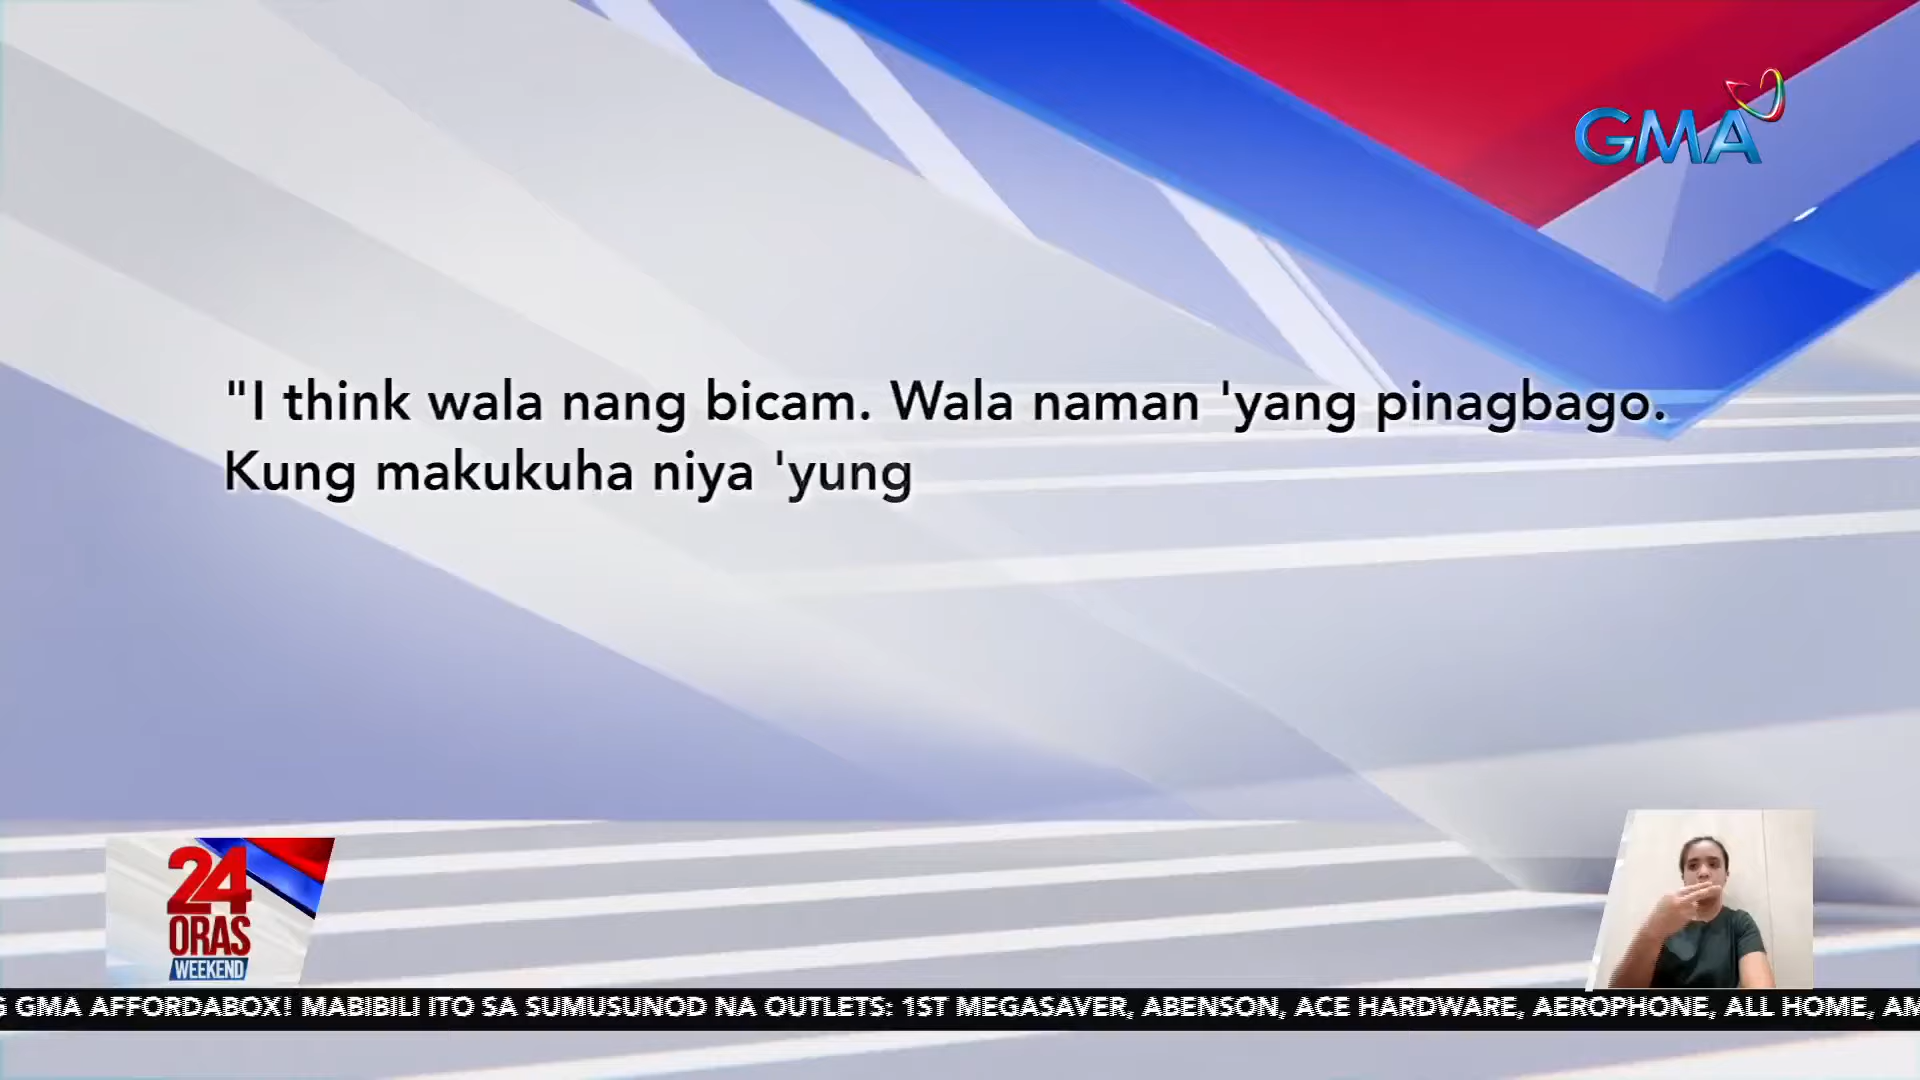 GMA
"I think wala nang bicam. Wala naman 'yang pinagbago.
Kung makukuha niya 'yung
24
ORAS
WEEKEND
GMA AFFORDABOX! MABIBILI ITO SA SUMUSUNOD NA OUTLETS: 1ST MEGASAVER, ABENSON, ACE HARDWARE, AEROPHONE, ALL HOME,